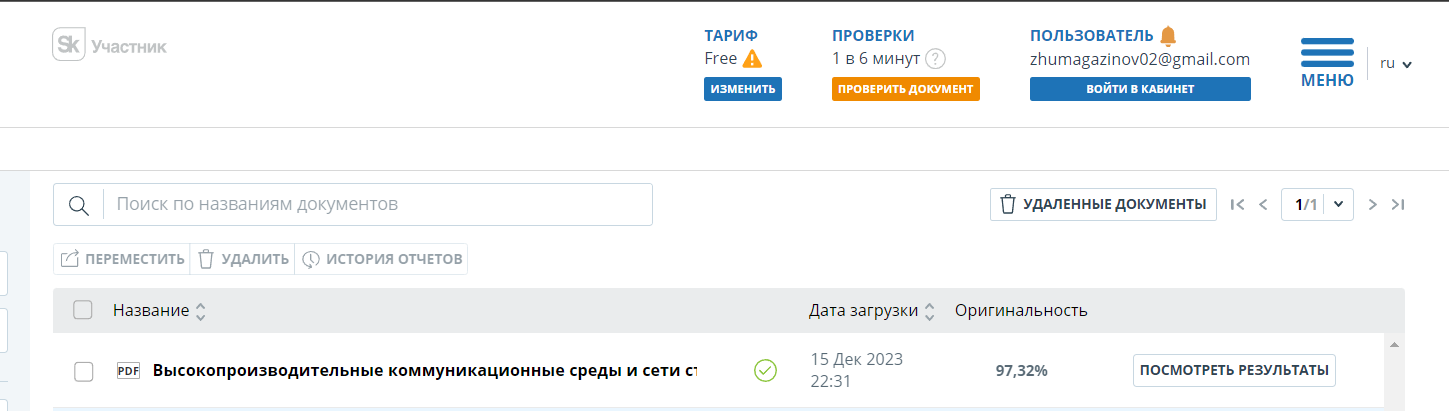 Sk Участник
ТАРИФ
Free
ИЗМЕНИТЬ
ПРОВЕРКИ
1 в 6 минут ?
ПРОВЕРИТЬ ДОКУМЕНТ
ПОЛЬЗОВАТЕЛЬ
zhumagazinov02@gmail.com
ВОЙТИ В КАБИНЕТ
МЕНЮ
ru
Поиск по названиям документов
УДАЛЕННЫЕ ДОКУМЕНТЫ
1/1
ПЕРЕМЕСТИТЬ
УДАЛИТЬ
ИСТОРИЯ ОТЧЕТОВ
Название
Дата загрузки
Оригинальность
PDF
Высокопроизводительные коммуникационные среды и сети ст
15 Дек 2023
22:31
97,32%
ПОСМОТРЕТЬ РЕЗУЛЬТАТЫ